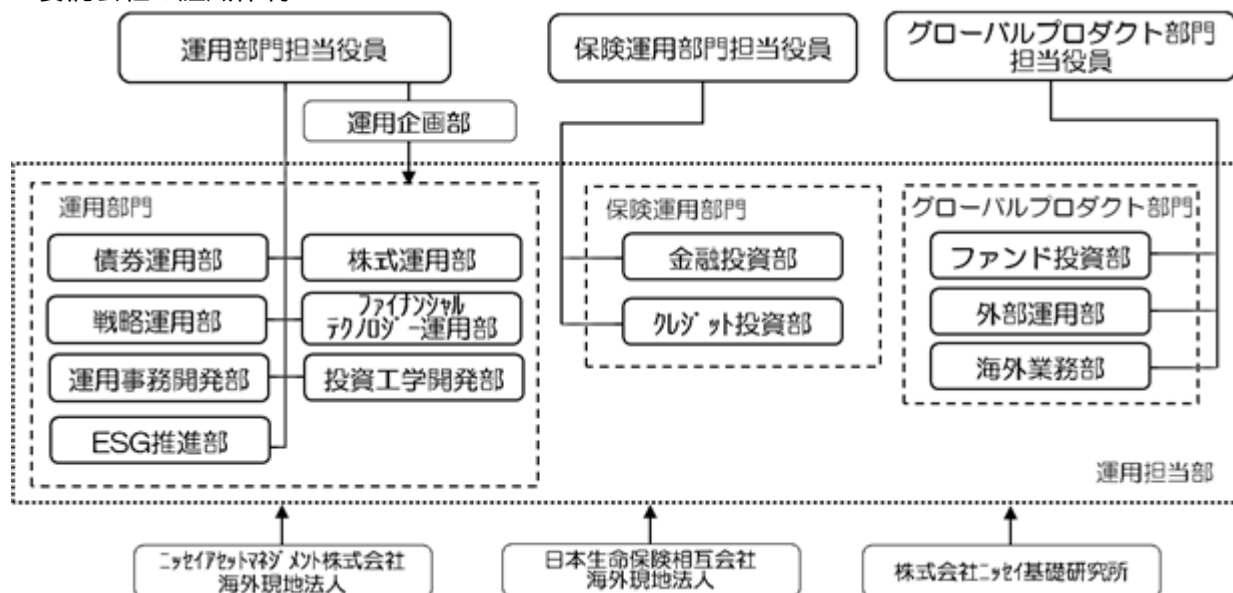 運用部門担当役員
保険運用部門担当役員
グローバルプロダクト部門
担当役員
運用企画部
運用部門
債券運用部
株式運用部
戦略運用部
ファイナンシャル
テクノロジー運用部
運用事務開発部
投資工学開発部
ESG推進部
保険運用部門
金融投資部
クレジット投資部
グローバルプロダクト部門
ファンド投資部
外部運用部
海外業務部
運用担当部
ニッセイアセットマネジメント株式会社
海外現地法人
日本生命保険相互会社
海外現地法人
株式会社ニッセイ基礎研究所